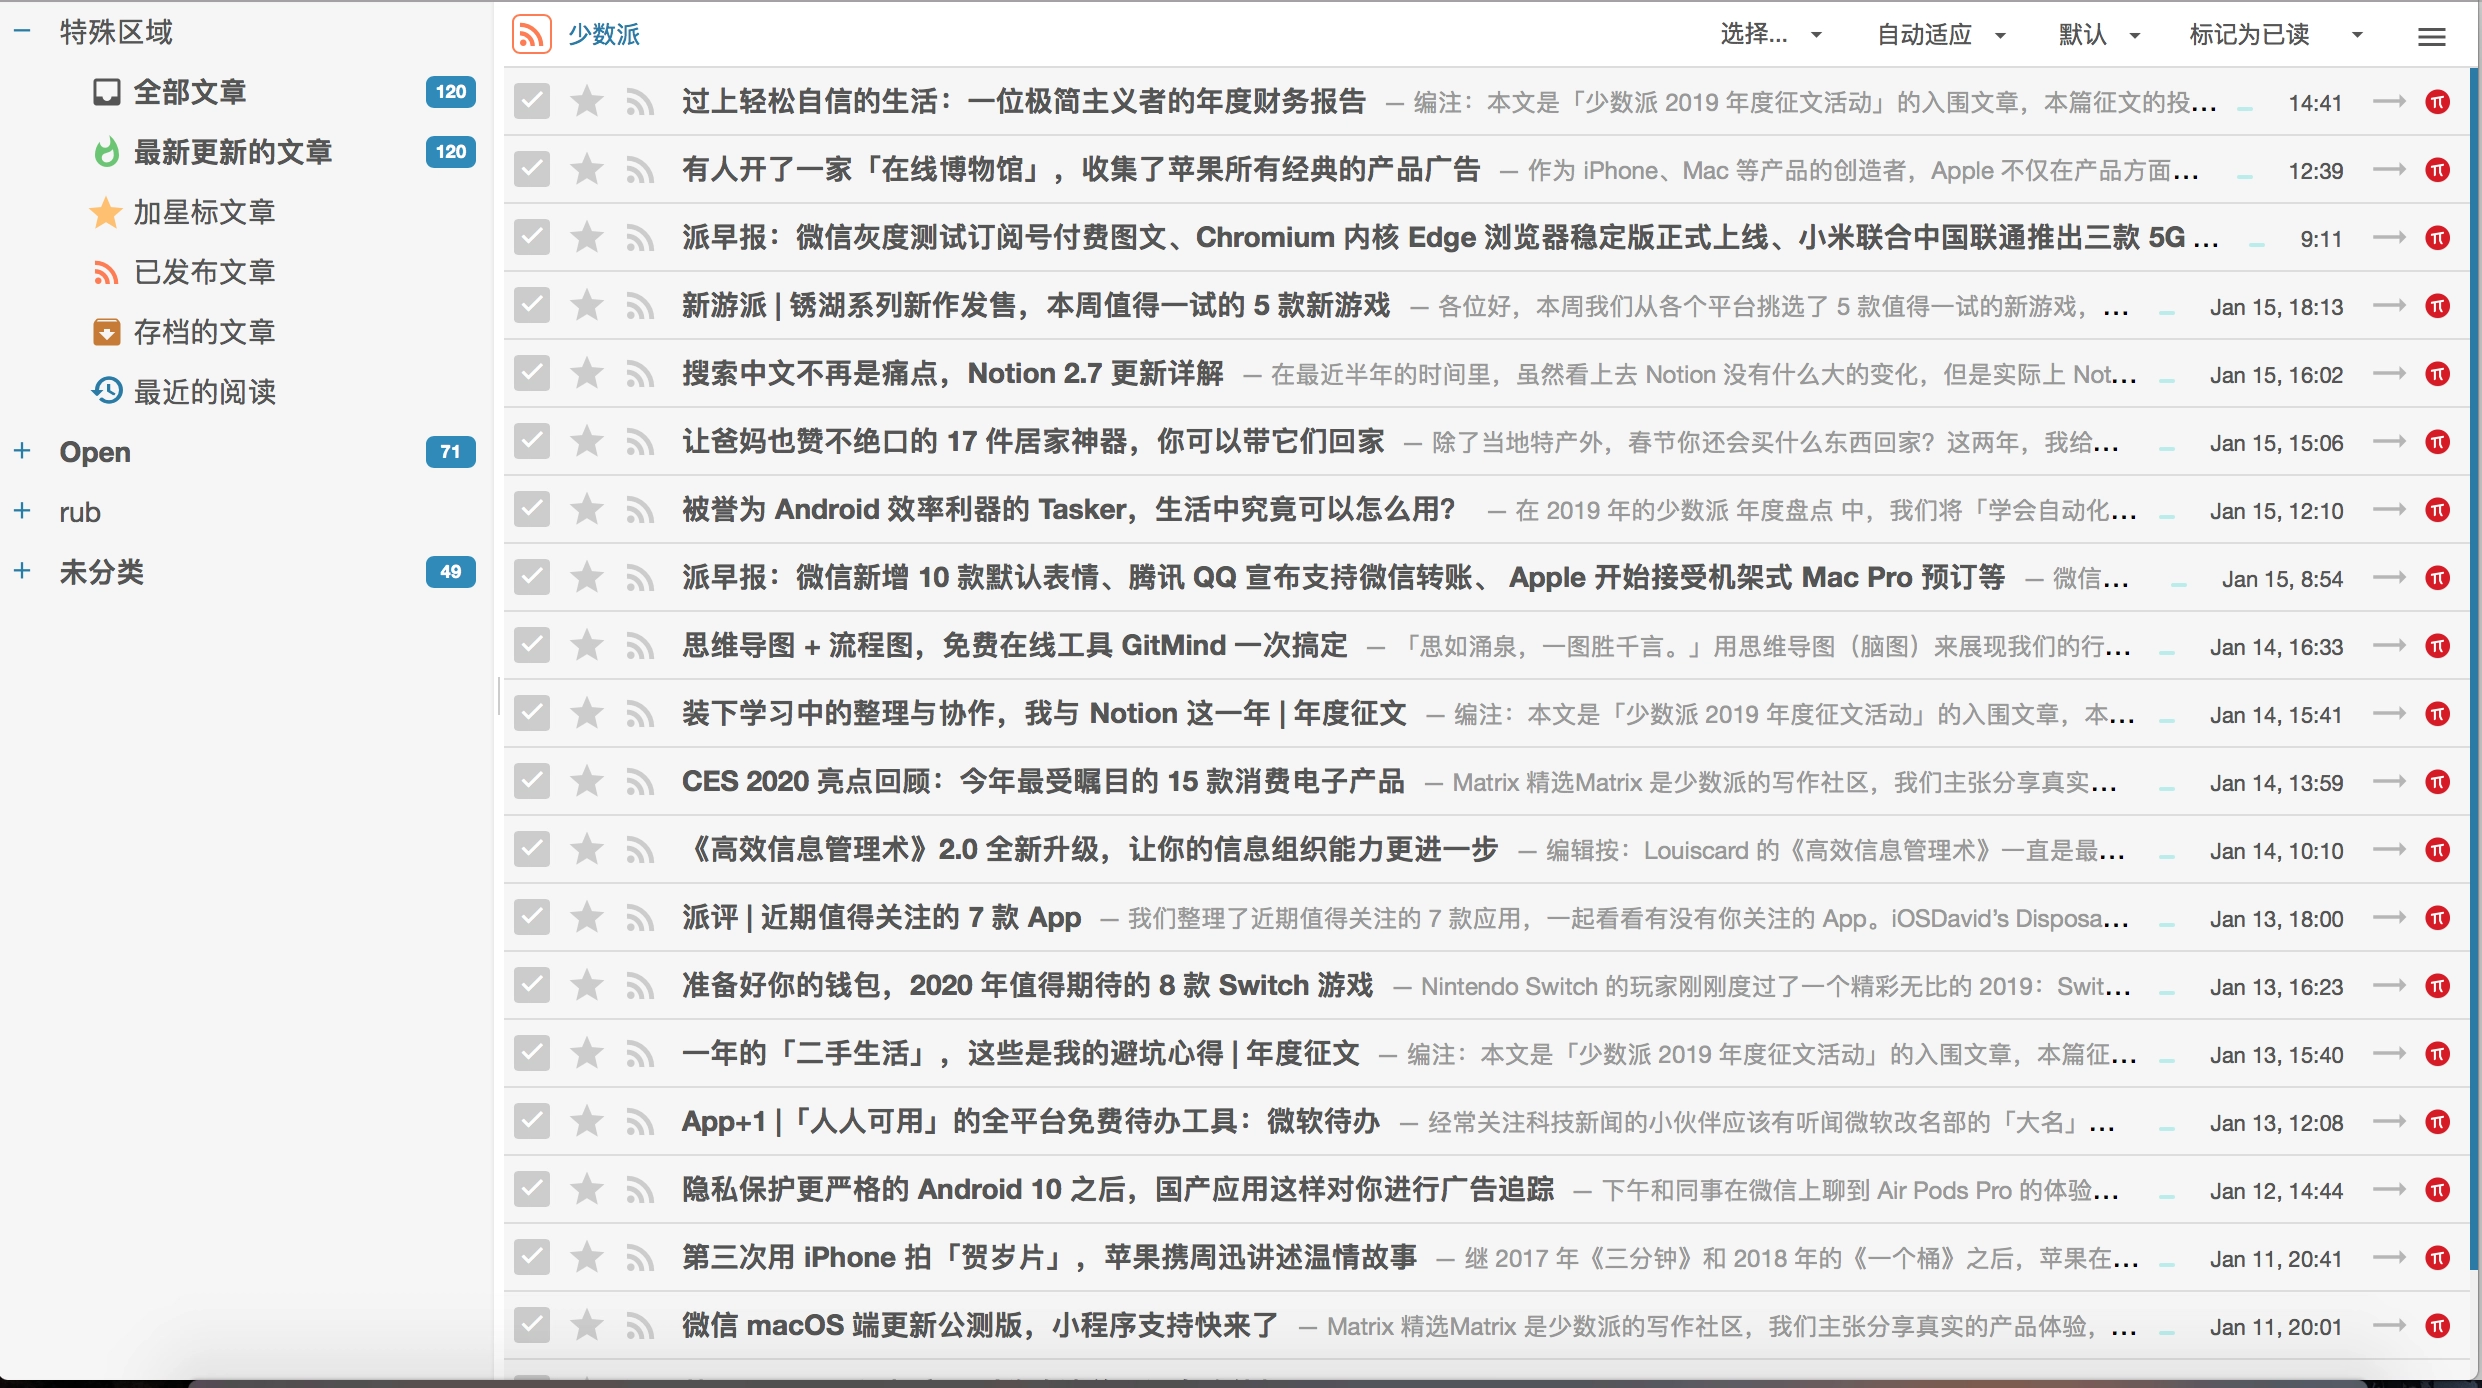 特殊区域
全部文章 120
最新更新的文章 120
加星标文章
已发布文章
存档的文章
最近的阅读
Open 71
rub
未分类 49
少数派 选择... 自动适应 默认 标记为已读
过上轻松自信的生活：一位极简主义者的年度财务报告 — 编注：本文是「少数派 2019 年度征文活动」的入围文章，本篇征文的投... 14:41
有人开了一家「在线博物馆」，收集了苹果所有经典的产品广告 — 作为 iPhone、Mac 等产品的创造者，Apple 不仅在产品方面... 12:39
派早报：微信灰度测试订阅号付费图文、Chromium 内核 Edge 浏览器稳定版正式上线、小米联合中国联通推出三款 5G ... 9:11
新游派 | 锈湖系列新作发售，本周值得一试的 5 款新游戏 — 各位好，本周我们从各个平台挑选了 5 款值得一试的新游戏，... Jan 15, 18:13
搜索中文不再是痛点，Notion 2.7 更新详解 — 在最近半年的时间里，虽然看上去 Notion 没有什么大的变化，但是实际上 Not... Jan 15, 16:02
让爸妈也赞不绝口的 17 件居家神器，你可以带它们回家 — 除了当地特产外，春节你还会买什么东西回家？这两年，我给... Jan 15, 15:06
被誉为 Android 效率利器的 Tasker，生活中究竟可以怎么用？ — 在 2019 年的少数派 年度盘点 中，我们将「学会自动化... Jan 15, 12:10
派早报：微信新增 10 款默认表情、腾讯 QQ 宣布支持微信转账、 Apple 开始接受机架式 Mac Pro 预订等 — 微信... Jan 15, 8:54
思维导图 + 流程图，免费在线工具 GitMind 一次搞定 — 「思如涌泉，一图胜千言。」用思维导图（脑图）来展现我们的行... Jan 14, 16:33
装下学习中的整理与协作，我与 Notion 这一年 | 年度征文 — 编注：本文是「少数派 2019 年度征文活动」的入围文章，本... Jan 14, 15:41
CES 2020 亮点回顾：今年最受瞩目的 15 款消费电子产品 — Matrix 精选Matrix 是少数派的写作社区，我们主张分享真实... Jan 14, 13:59
《高效信息管理术》2.0 全新升级，让你的信息组织能力更进一步 — 编辑按：Louiscard 的《高效信息管理术》一直是最... Jan 14, 10:10
派评 | 近期值得关注的 7 款 App — 我们整理了近期值得关注的 7 款应用，一起看看有没有你关注的 App。iOSDavid’s Disposa... Jan 13, 18:00
准备好你的钱包，2020 年值得期待的 8 款 Switch 游戏 — Nintendo Switch 的玩家刚刚度过了一个精彩无比的 2019：Swit... Jan 13, 16:23
一年的「二手生活」，这些是我的避坑心得 | 年度征文 — 编注：本文是「少数派 2019 年度征文活动」的入围文章，本篇征... Jan 13, 15:40
App+1 |「人人可用」的全平台免费待办工具：微软待办 — 经常关注科技新闻的小伙伴应该有听闻微软改名部的「大名」... Jan 13, 12:08
隐私保护更严格的 Android 10 之后，国产应用这样对你进行广告追踪 — 下午和同事在微信上聊到 Air Pods Pro 的体验... Jan 12, 14:44
第三次用 iPhone 拍「贺岁片」，苹果携周迅讲述温情故事 — 继 2017 年《三分钟》和 2018 年的《一个桶》之后，苹果在... Jan 11, 20:41
微信 macOS 端更新公测版，小程序支持快来了 — Matrix 精选Matrix 是少数派的写作社区，我们主张分享真实的产品体验，... Jan 11, 20:01